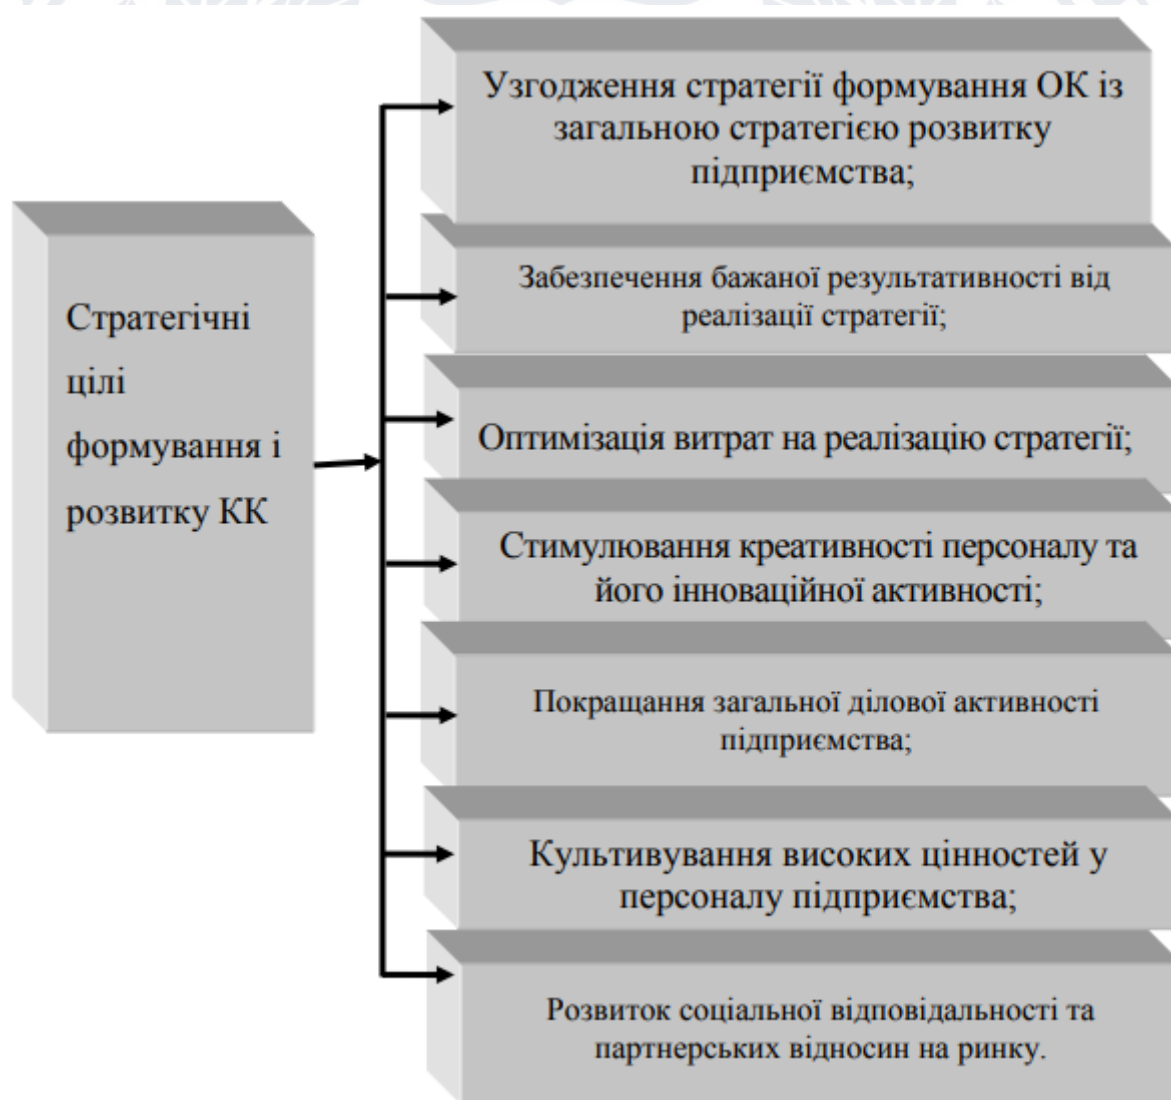 Стратегічні
цілі
формування і
розвитку КК
Узгодження стратегії формування ОК із
загальною стратегією розвитку
підприємства;
Забезпечення бажаної результативності від
реалізації стратегії;
Оптимізація витрат на реалізацію стратегії;
Стимулювання креативності персоналу та
його інноваційної активності;
Покращання загальної ділової активності
підприємства;
Культивування високих цінностей у
персоналу підприємства;
Розвиток соціальної відповідальності та
партнерських відносин на ринку.